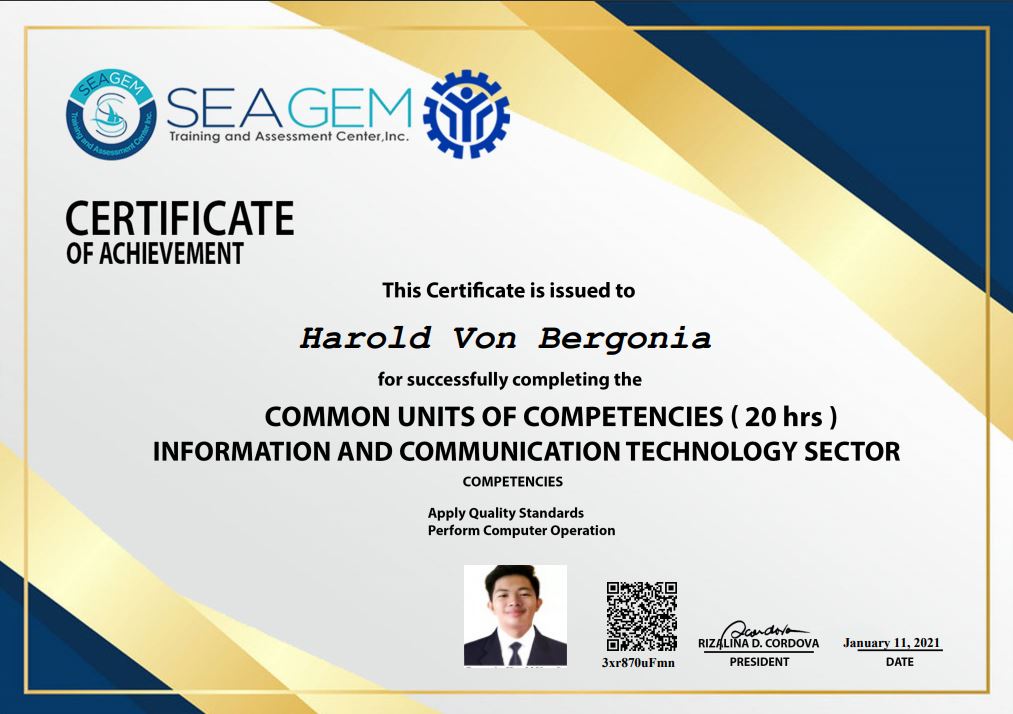 SEAGEM
Training and Assessment Center Inc.
SEAGEM
Training and Assessment Center,Inc.
CERTIFICATE
OF ACHIEVEMENT
This Certificate is issued to
Harold Von Bergonia
for successfully completing the
COMMON UNITS OF COMPETENCIES ( 20 hrs )
INFORMATION AND COMMUNICATION TECHNOLOGY SECTOR
COMPETENCIES
Apply Quality Standards
Perform Computer Operation
3xr870uFmn
RIZALINA D. CORDOVA
PRESIDENT
January 11, 2021
DATE